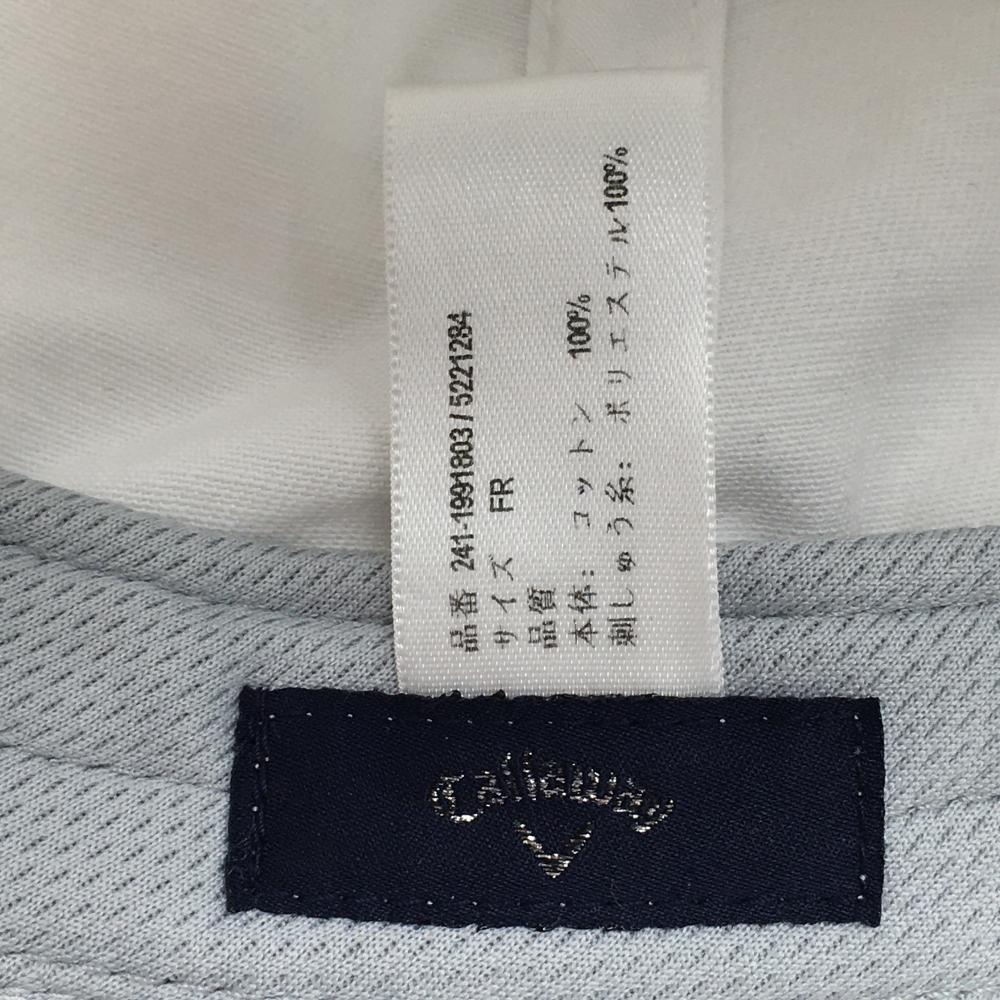 品番 241-1991803 / 5221284
サイズ FR
品質
本体: コットン 100%
刺しゅう糸: ポリエステル100%
Callaway